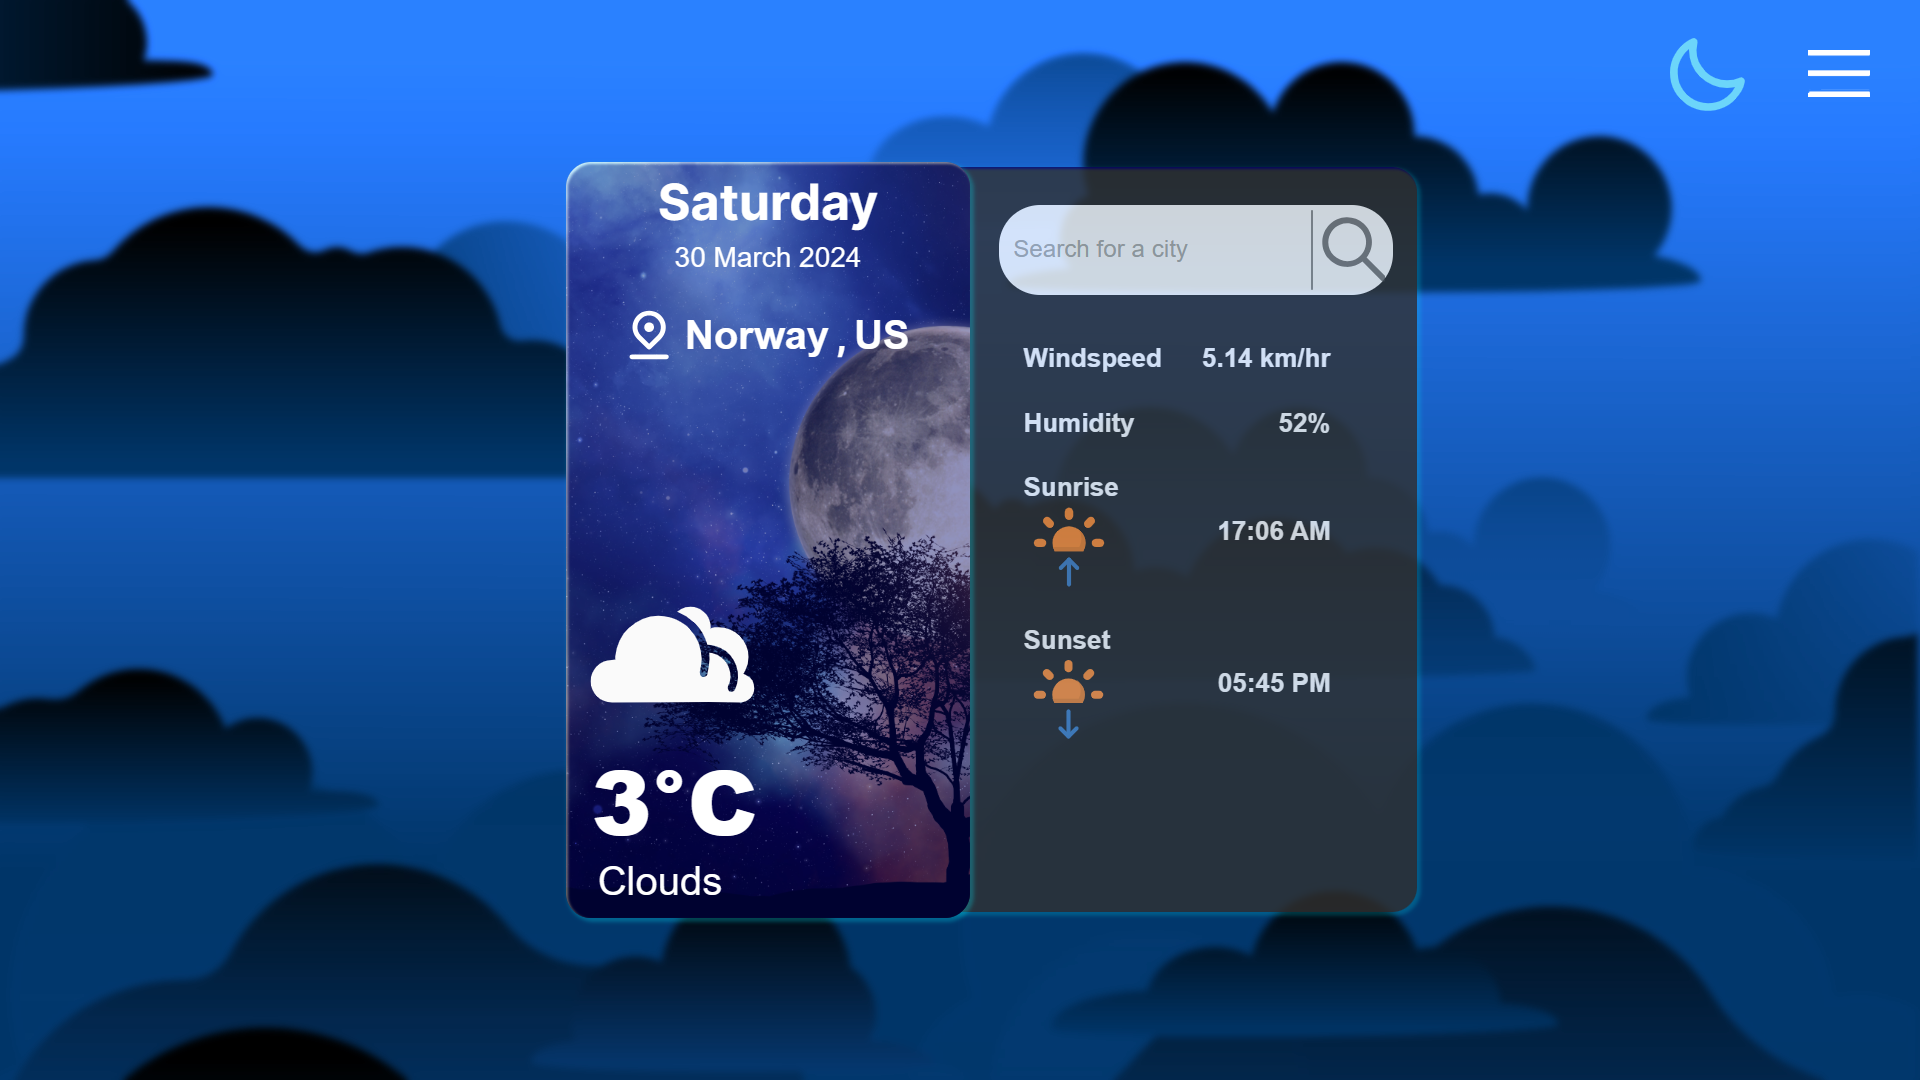 Saturday
30 March 2024
Norway , US
3°C
Clouds
Search for a city
Windspeed 5.14 km/hr
Humidity 52%
Sunrise
17:06 AM
Sunset
05:45 PM